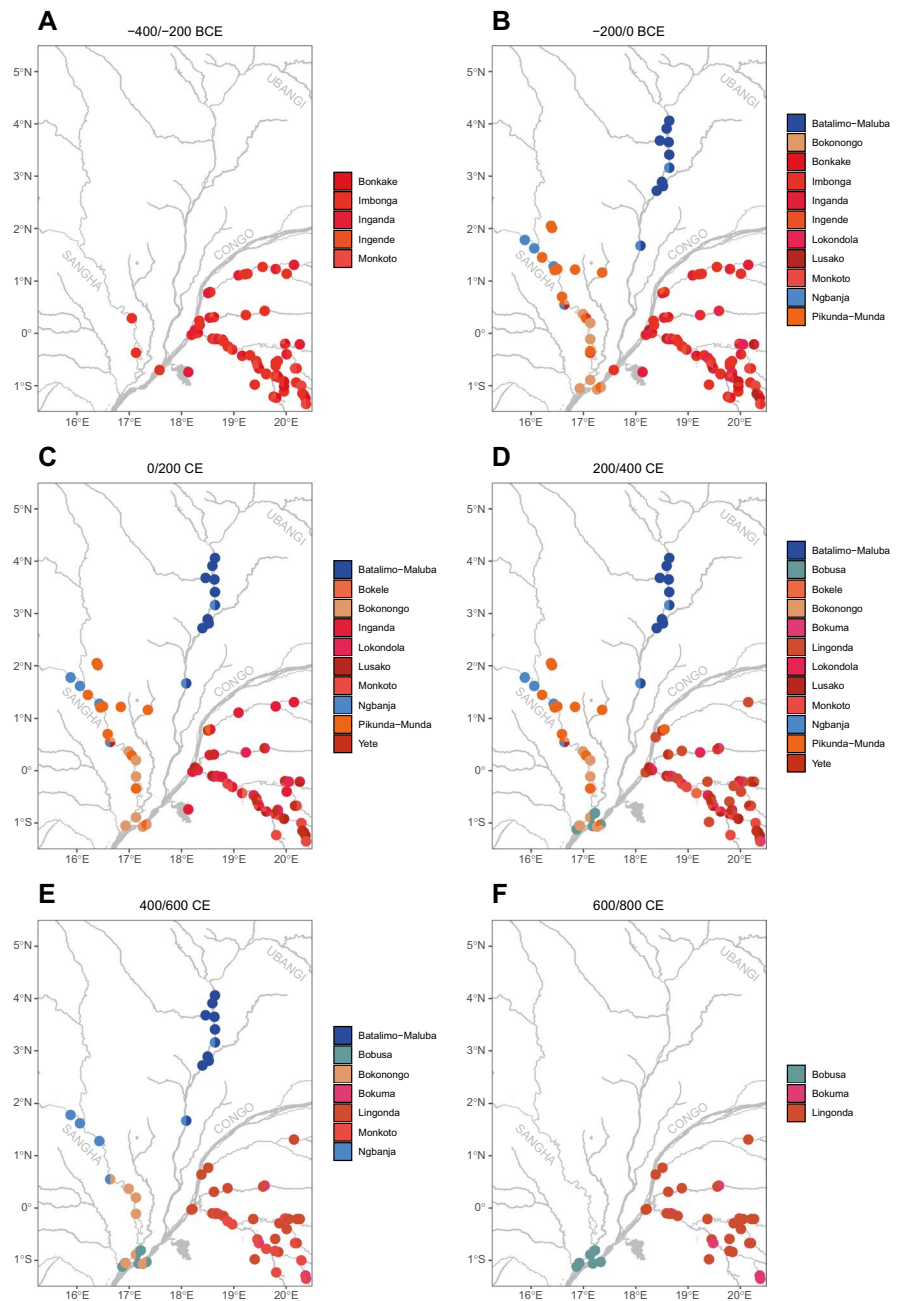 A
−400/−200 BCE
5°N
4°N
3°N
2°N
1°N
0°
1°S
16°E 17°E 18°E 19°E 20°E
UBANGI
CONGO
SANGHA
Bonkake
Imbonga
Inganda
Ingende
Monkoto
B
−200/0 BCE
5°N
4°N
3°N
2°N
1°N
0°
1°S
16°E 17°E 18°E 19°E 20°E
UBANGI
CONGO
SANGHA
Batalimo−Maluba
Bokonongo
Bonkake
Imbonga
Inganda
Ingende
Lokondola
Lusako
Monkoto
Ngbanja
Pikunda−Munda
C
0/200 CE
5°N
4°N
3°N
2°N
1°N
0°
1°S
16°E 17°E 18°E 19°E 20°E
UBANGI
CONGO
SANGHA
Batalimo−Maluba
Bokele
Bokonongo
Inganda
Lokondola
Lusako
Monkoto
Ngbanja
Pikunda−Munda
Yete
D
200/400 CE
5°N
4°N
3°N
2°N
1°N
0°
1°S
16°E 17°E 18°E 19°E 20°E
UBANGI
CONGO
SANGHA
Batalimo−Maluba
Bobusa
Bokele
Bokonongo
Bokuma
Lingonda
Lokondola
Lusako
Monkoto
Ngbanja
Pikunda−Munda
Yete
E
400/600 CE
5°N
4°N
3°N
2°N
1°N
0°
1°S
16°E 17°E 18°E 19°E 20°E
UBANGI
CONGO
SANGHA
Batalimo−Maluba
Bobusa
Bokonongo
Bokuma
Lingonda
Monkoto
Ngbanja
F
600/800 CE
5°N
4°N
3°N
2°N
1°N
0°
1°S
16°E 17°E 18°E 19°E 20°E
UBANGI
CONGO
SANGHA
Bobusa
Bokuma
Lingonda